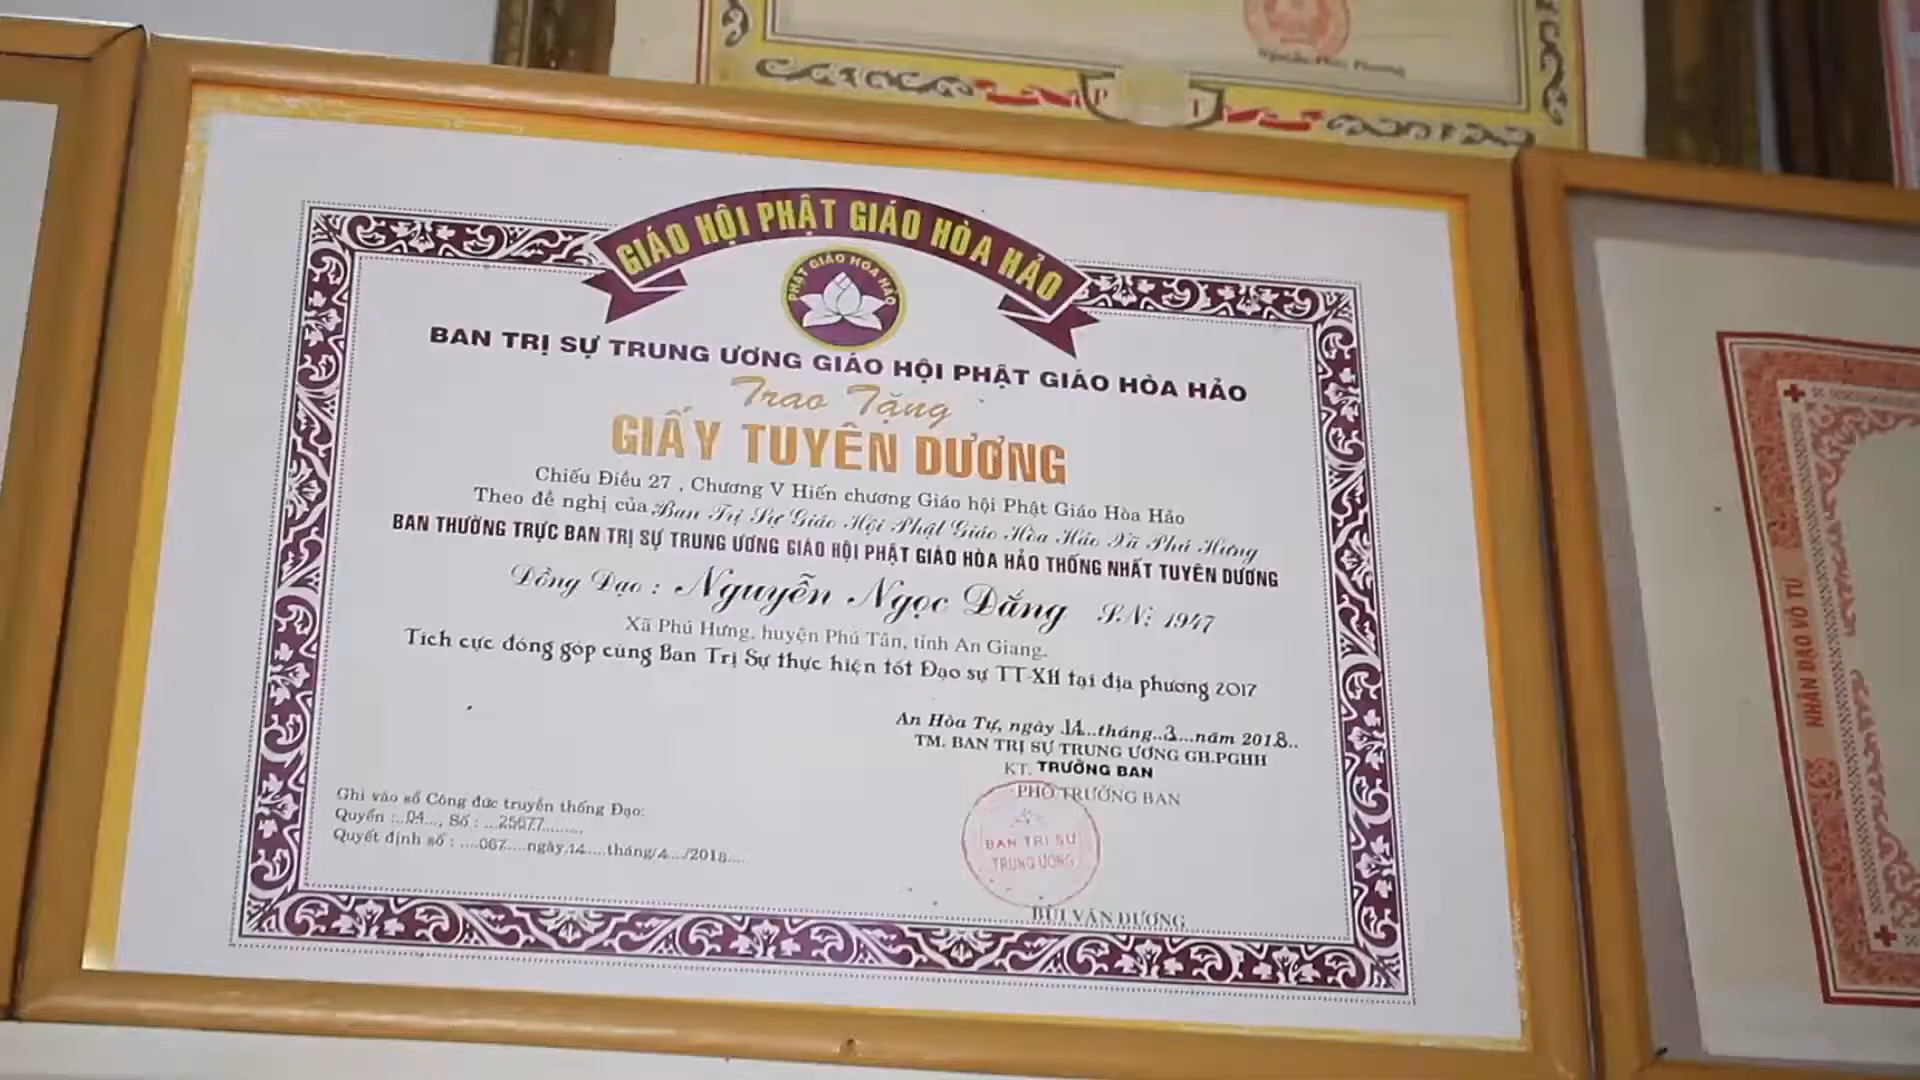 GIÁO HỘI PHẬT GIÁO HÒA HẢO
PHẬT GIÁO HÒA HẢO
BAN TRỊ SỰ TRUNG ƯƠNG GIÁO HỘI PHẬT GIÁO HÒA HẢO
Trao Tặng
GIẤY TUYÊN DƯƠNG
Chiếu Điều 27 , Chương V Hiến chương Giáo hội Phật Giáo Hòa Hảo
Theo đề nghị của Ban Trị Sự Giáo Hội Phật Giáo Hòa Hảo Xã Phú Hưng
BAN THƯỜNG TRỰC BAN TRỊ SỰ TRUNG ƯƠNG GIÁO HỘI PHẬT GIÁO HÒA HẢO THỐNG NHẤT TUYÊN DƯƠNG
Đồng Đạo : Nguyễn Ngọc Dắng S.N: 1947
Xã Phú Hưng, huyện Phú Tân, tỉnh An Giang.
Tích cực đóng góp cùng Ban Trị Sự thực hiện tốt Đạo sự TT-XH tại địa phương 2017
An Hòa Tự, ngày 14...tháng..3...năm 2018..
TM. BAN TRỊ SỰ TRUNG ƯƠNG GH.PGHH
KT. TRƯỞNG BAN
PHÓ TRƯỞNG BAN
BAN TRỊ SỰ
TRUNG ƯƠNG
BÙI VĂN DƯƠNG
Ghi vào sổ Công đức truyền thống Đạo:
Quyển :...04..., Số : ...25677.........
Quyết định số : ....067....ngày.14....tháng/4.../2018....
NHÂN ĐẠO VÔ TƯ